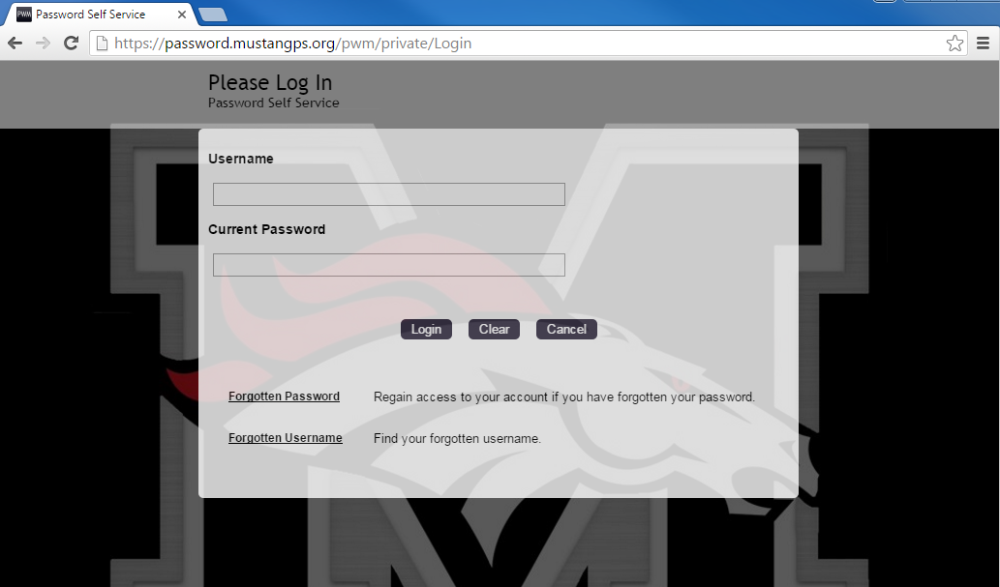 PWM Password Self Service
https://password.mustangps.org/pwm/private/Login
Please Log In
Password Self Service
Username
Current Password
Login Clear Cancel
Forgotten Password Regain access to your account if you have forgotten your password.
Forgotten Username Find your forgotten username.